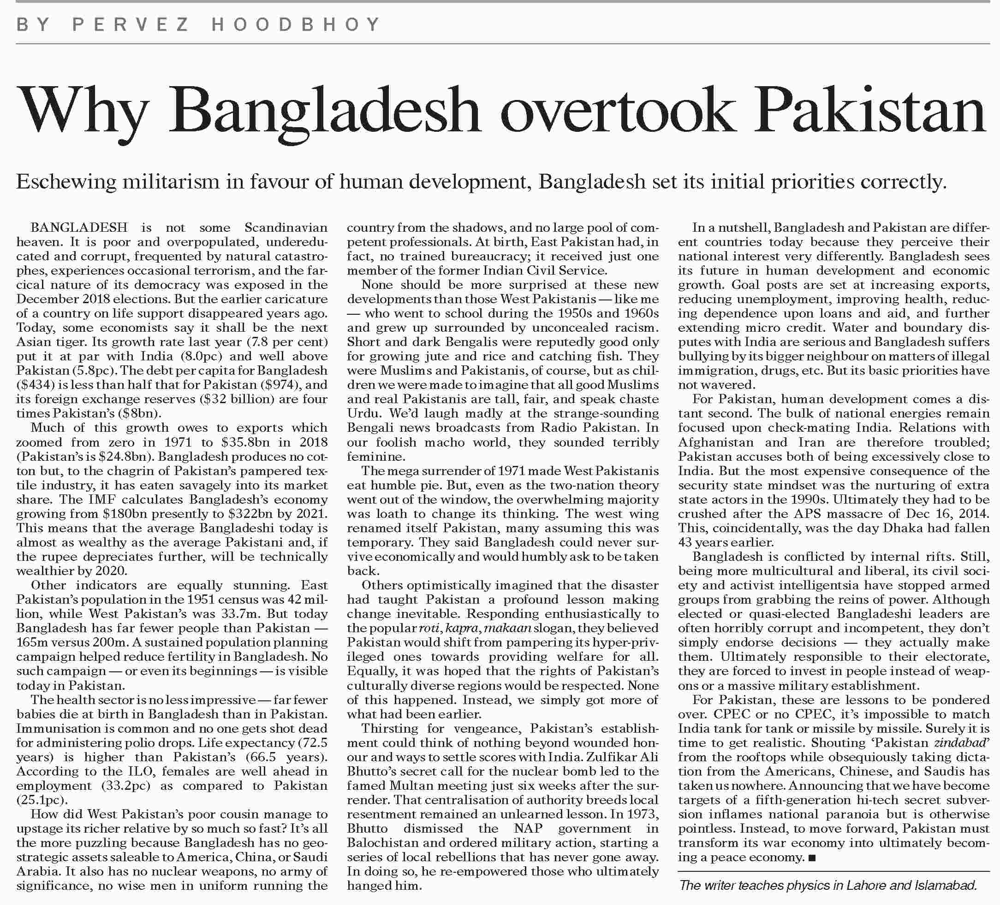 BY PERVEZ HOODBHOY
Why Bangladesh overtook Pakistan
Eschewing militarism in favour of human development, Bangladesh set its initial priorities correctly.
BANGLADESH is not some Scandinavian
heaven. It is poor and overpopulated, underedu-
cated and corrupt, frequented by natural catastro-
phes, experiences occasional terrorism, and the far-
cical nature of its democracy was exposed in the
December 2018 elections. But the earlier caricature
of a country on life support disappeared years ago.
Today, some economists say it shall be the next
Asian tiger. Its growth rate last year (7.8 per cent)
put it at par with India (8.0pc) and well above
Pakistan (5.8pc). The debt per capita for Bangladesh
($434) is less than half that for Pakistan ($974), and
its foreign exchange reserves ($32 billion) are four
times Pakistan's ($8bn).
Much of this growth owes to exports which
zoomed from zero in 1971 to $35.8bn in 2018
(Pakistan's is $24.8bn). Bangladesh produces no cot-
ton but, to the chagrin of Pakistan's pampered tex-
tile industry, it has eaten savagely into its market
share. The IMF calculates Bangladesh's economy
growing from $180bn presently to $322bn by 2021.
This means that the average Bangladeshi today is
almost as wealthy as the average Pakistani and, if
the rupee depreciates further, will be technically
wealthier by 2020.
Other indicators are equally stunning. East
Pakistan's population in the 1951 census was 42 mil-
lion, while West Pakistan's was 33.7m. But today
Bangladesh has far fewer people than Pakistan —
165m versus 200m. A sustained population planning
campaign helped reduce fertility in Bangladesh. No
such campaign — or even its beginnings — is visible
today in Pakistan.
The health sector is no less impressive — far fewer
babies die at birth in Bangladesh than in Pakistan.
Immunisation is common and no one gets shot dead
for administering polio drops. Life expectancy (72.5
years) is higher than Pakistan's (66.5 years).
According to the ILO, females are well ahead in
employment (33.2pc) as compared to Pakistan
(25.1pc).
How did West Pakistan's poor cousin manage to
upstage its richer relative by so much so fast? It's all
the more puzzling because Bangladesh has no geo-
strategic assets saleable to America, China, or Saudi
Arabia. It also has no nuclear weapons, no army of
significance, no wise men in uniform running the
country from the shadows, and no large pool of com-
petent professionals. At birth, East Pakistan had, in
fact, no trained bureaucracy; it received just one
member of the former Indian Civil Service.
None should be more surprised at these new
developments than those West Pakistanis — like me
— who went to school during the 1950s and 1960s
and grew up surrounded by unconcealed racism.
Short and dark Bengalis were reputedly good only
for growing jute and rice and catching fish. They
were Muslims and Pakistanis, of course, but as chil-
dren we were made to imagine that all good Muslims
and real Pakistanis are tall, fair, and speak chaste
Urdu. We'd laugh madly at the strange-sounding
Bengali news broadcasts from Radio Pakistan. In
our foolish macho world, they sounded terribly
feminine.
The mega surrender of 1971 made West Pakistanis
eat humble pie. But, even as the two-nation theory
went out of the window, the overwhelming majority
was loath to change its thinking. The west wing
renamed itself Pakistan, many assuming this was
temporary. They said Bangladesh could never sur-
vive economically and would humbly ask to be taken
back.
Others optimistically imagined that the disaster
had taught Pakistan a profound lesson making
change inevitable. Responding enthusiastically to
the popular roti, kapra, makaan slogan, they believed
Pakistan would shift from pampering its hyper-priv-
ileged ones towards providing welfare for all.
Equally, it was hoped that the rights of Pakistan's
culturally diverse regions would be respected. None
of this happened. Instead, we simply got more of
what had been earlier.
Thirsting for vengeance, Pakistan's establish-
ment could think of nothing beyond wounded hon-
our and ways to settle scores with India. Zulfikar Ali
Bhutto's secret call for the nuclear bomb led to the
famed Multan meeting just six weeks after the sur-
render. That centralisation of authority breeds local
resentment remained an unlearned lesson. In 1973,
Bhutto dismissed the NAP government in
Balochistan and ordered military action, starting a
series of local rebellions that has never gone away.
In doing so, he re-empowered those who ultimately
hanged him.
In a nutshell, Bangladesh and Pakistan are differ-
ent countries today because they perceive their
national interest very differently. Bangladesh sees
its future in human development and economic
growth. Goal posts are set at increasing exports,
reducing unemployment, improving health, reduc-
ing dependence upon loans and aid, and further
extending micro credit. Water and boundary dis-
putes with India are serious and Bangladesh suffers
bullying by its bigger neighbour on matters of illegal
immigration, drugs, etc. But its basic priorities have
not wavered.
For Pakistan, human development comes a dis-
tant second. The bulk of national energies remain
focused upon check-mating India. Relations with
Afghanistan and Iran are therefore troubled;
Pakistan accuses both of being excessively close to
India. But the most expensive consequence of the
security state mindset was the nurturing of extra
state actors in the 1990s. Ultimately they had to be
crushed after the APS massacre of Dec 16, 2014.
This, coincidentally, was the day Dhaka had fallen
43 years earlier.
Bangladesh is conflicted by internal rifts. Still,
being more multicultural and liberal, its civil soci-
ety and activist intelligentsia have stopped armed
groups from grabbing the reins of power. Although
elected or quasi-elected Bangladeshi leaders are
often horribly corrupt and incompetent, they don't
simply endorse decisions — they actually make
them. Ultimately responsible to their electorate,
they are forced to invest in people instead of weap-
ons or a massive military establishment.
For Pakistan, these are lessons to be pondered
over. CPEC or no CPEC, it's impossible to match
India tank for tank or missile by missile. Surely it is
time to get realistic. Shouting 'Pakistan zindabad'
from the rooftops while obsequiously taking dicta-
tion from the Americans, Chinese, and Saudis has
taken us nowhere. Announcing that we have become
targets of a fifth-generation hi-tech secret subver-
sion inflames national paranoia but is otherwise
pointless. Instead, to move forward, Pakistan must
transform its war economy into ultimately becom-
ing a peace economy. ■
The writer teaches physics in Lahore and Islamabad.